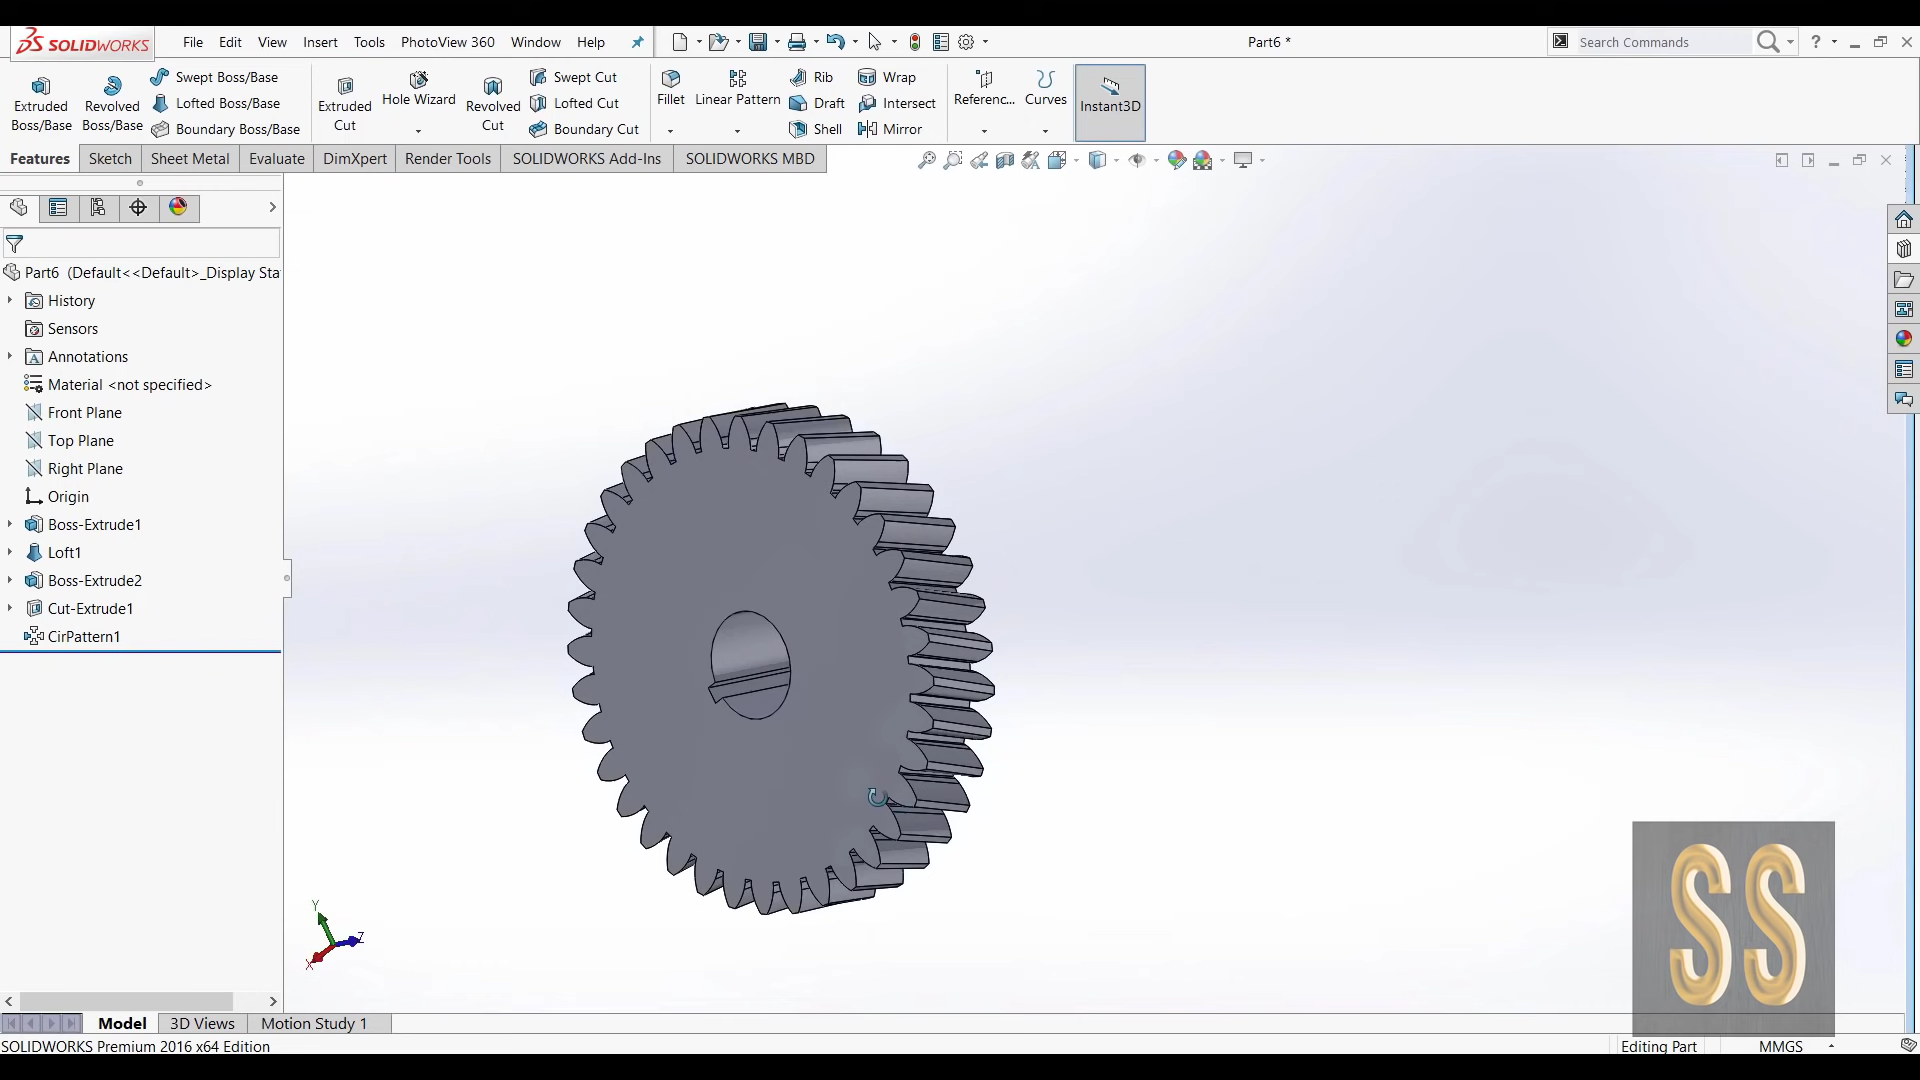 SOLIDWORKS File Edit View Insert Tools PhotoView 360 Window Help Part6 * Search Commands ?
Extruded Boss/Base
Revolved Boss/Base
Swept Boss/Base
Lofted Boss/Base
Boundary Boss/Base
Extruded Cut
Hole Wizard
Revolved Cut
Swept Cut
Lofted Cut
Boundary Cut
Fillet
Linear Pattern
Rib
Draft
Shell
Wrap
Intersect
Mirror
Referenc...
Curves
Instant3D
Features Sketch Sheet Metal Evaluate DimXpert Render Tools SOLIDWORKS Add-Ins SOLIDWORKS MBD
Part6 (Default<<Default>_Display Sta
History
Sensors
Annotations
Material <not specified>
Front Plane
Top Plane
Right Plane
Origin
Boss-Extrude1
Loft1
Boss-Extrude2
Cut-Extrude1
CirPattern1
Y
Z
X
SS
Model 3D Views Motion Study 1
SOLIDWORKS Premium 2016 x64 Edition Editing Part MMGS